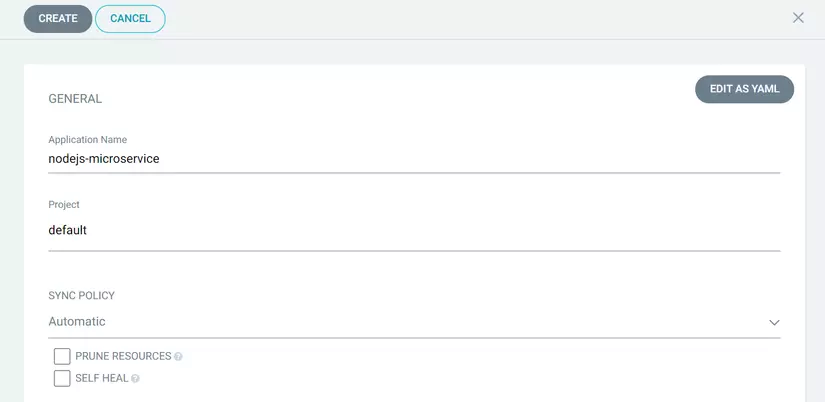 CREATE CANCEL
EDIT AS YAML
GENERAL
Application Name
nodejs-microservice
Project
default
SYNC POLICY
Automatic
PRUNE RESOURCES ?
SELF HEAL ?